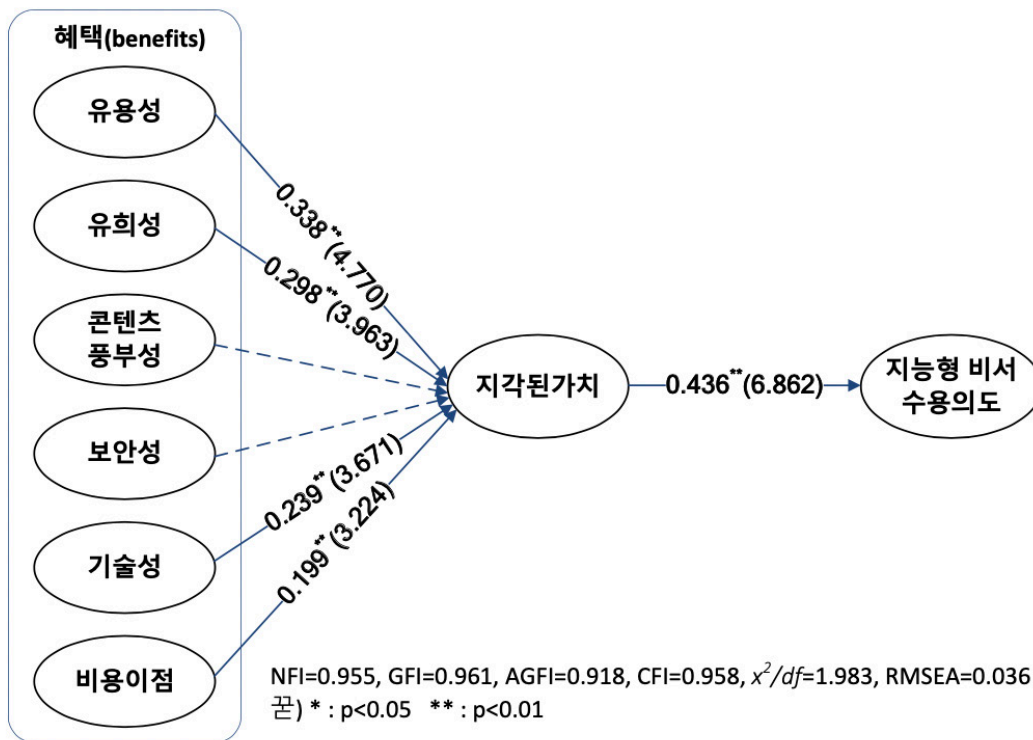 혜택(benefits)
유용성
유희성
콘텐츠
풍부성
보안성
기술성
비용이점
0.338**(4.770)
0.298**(3.963)
0.239**(3.671)
0.199**(3.224)
지각된가치
0.436**(6.862)
지능형 비서
수용의도
NFI=0.955, GFI=0.961, AGFI=0.918, CFI=0.958, x²/df=1.983, RMSEA=0.036
꾿) * : p<0.05 ** : p<0.01